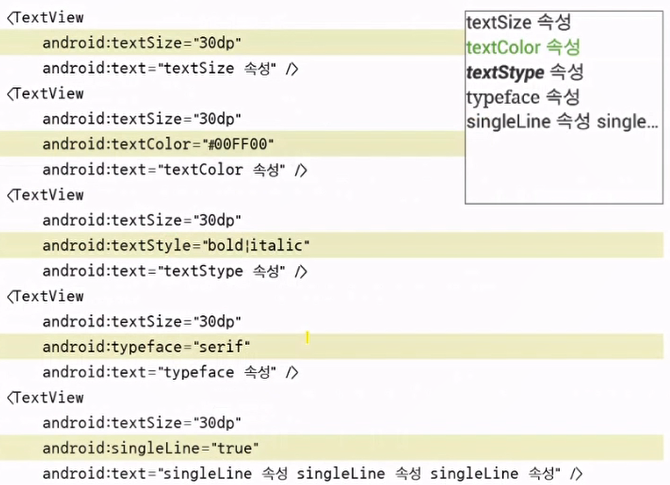 <TextView
android:textSize="30dp"
android:text="textSize 속성" />
<TextView
android:textSize="30dp"
android:textColor="#00FF00"
android:text="textColor 속성" />
<TextView
android:textSize="30dp"
android:textStyle="bold|italic"
android:text="textStype 속성" />
<TextView
android:textSize="30dp"
android:typeface="serif"
android:text="typeface 속성" />
<TextView
android:textSize="30dp"
android:singleLine="true"
android:text="singleLine 속성 singleLine 속성 singleLine 속성" />
textSize 속성
textColor 속성
textStype 속성
typeface 속성
singleLine 속성 single...